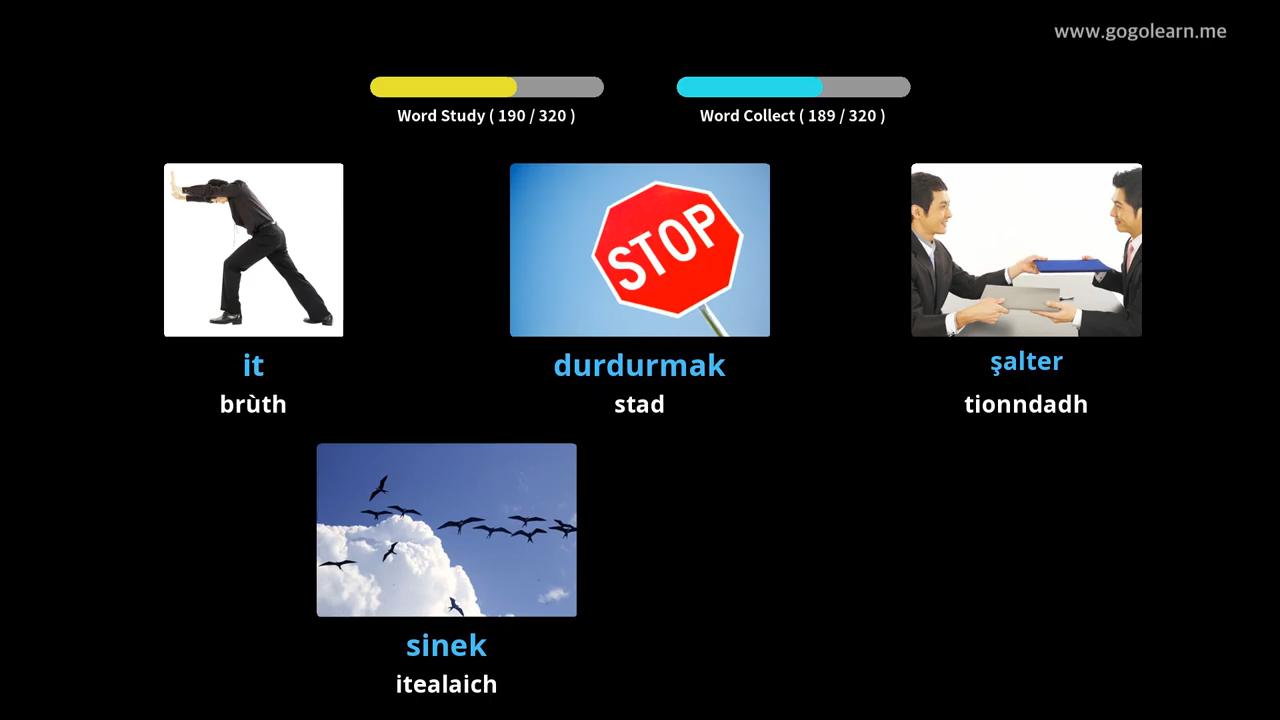 www.gogolearn.me
Word Study ( 190 / 320 )
Word Collect ( 189 / 320 )
STOP
it
brùth
durdurmak
stad
şalter
tionndadh
sinek
itealaich